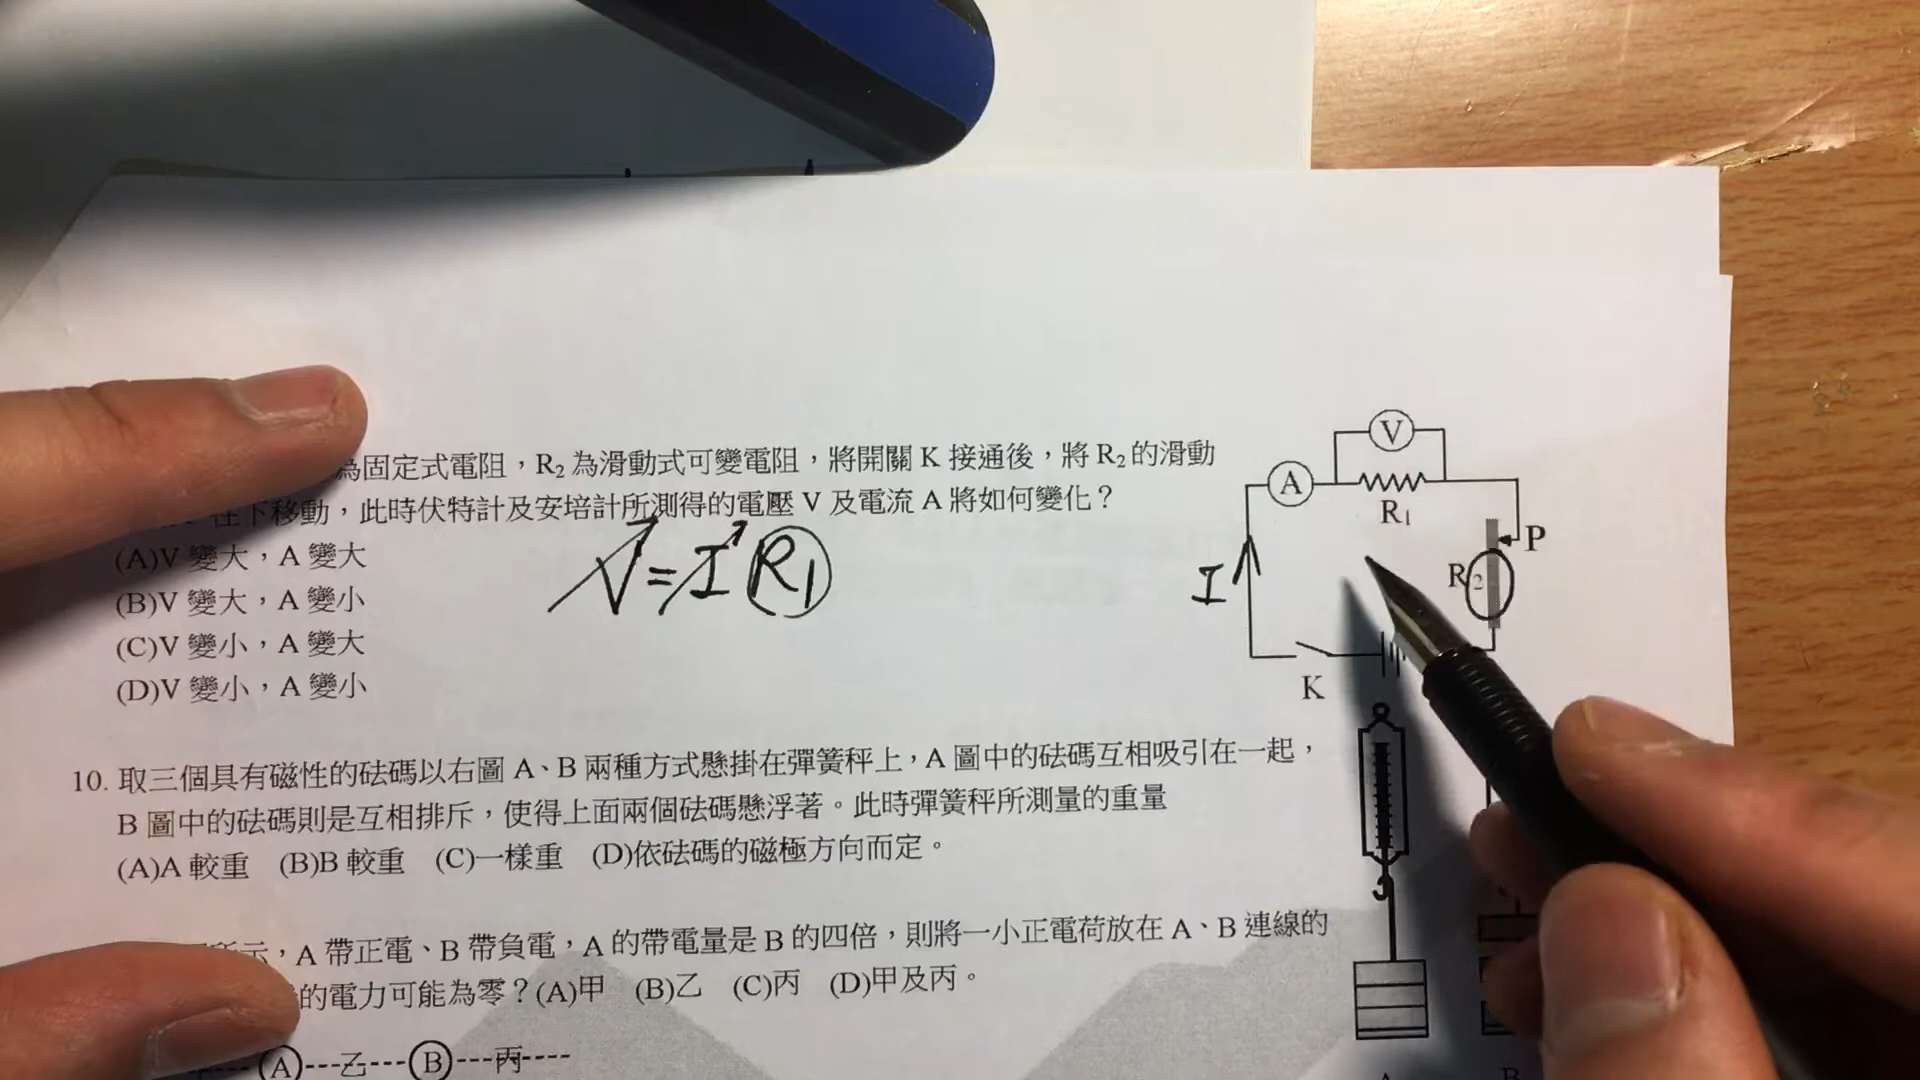 為固定式電阻，R₂為滑動式可變電阻，將開關 K 接通後，將 R₂的滑動
往下移動，此時伏特計及安培計所測得的電壓 V 及電流 A 將如何變化？
(A)V 變大，A 變大
(B)V 變大，A 變小
(C)V 變小，A 變大
(D)V 變小，A 變小
V=IR₁
V
A
R₁
P
I
R₂
K
10. 取三個具有磁性的砝碼以右圖 A、B 兩種方式懸掛在彈簧秤上，A 圖中的砝碼互相吸引在一起，
B 圖中的砝碼則是互相排斥，使得上面兩個砝碼懸浮著。此時彈簧秤所測量的重量
(A)A 較重 (B)B 較重 (C)一樣重 (D)依砝碼的磁極方向而定。
所示，A 帶正電、B 帶負電，A 的帶電量是 B 的四倍，則將一小正電荷放在 A、B 連線的
的電力可能為零？(A)甲 (B)乙 (C)丙 (D)甲及丙。
A---乙---B---丙----